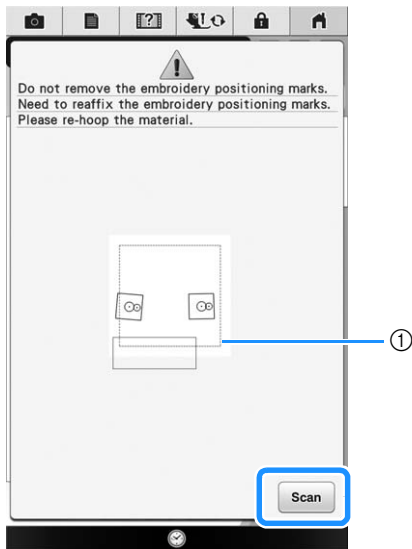 [?]
Do not remove the embroidery positioning marks.
Need to reaffix the embroidery positioning marks.
Please re-hoop the material.
①
Scan